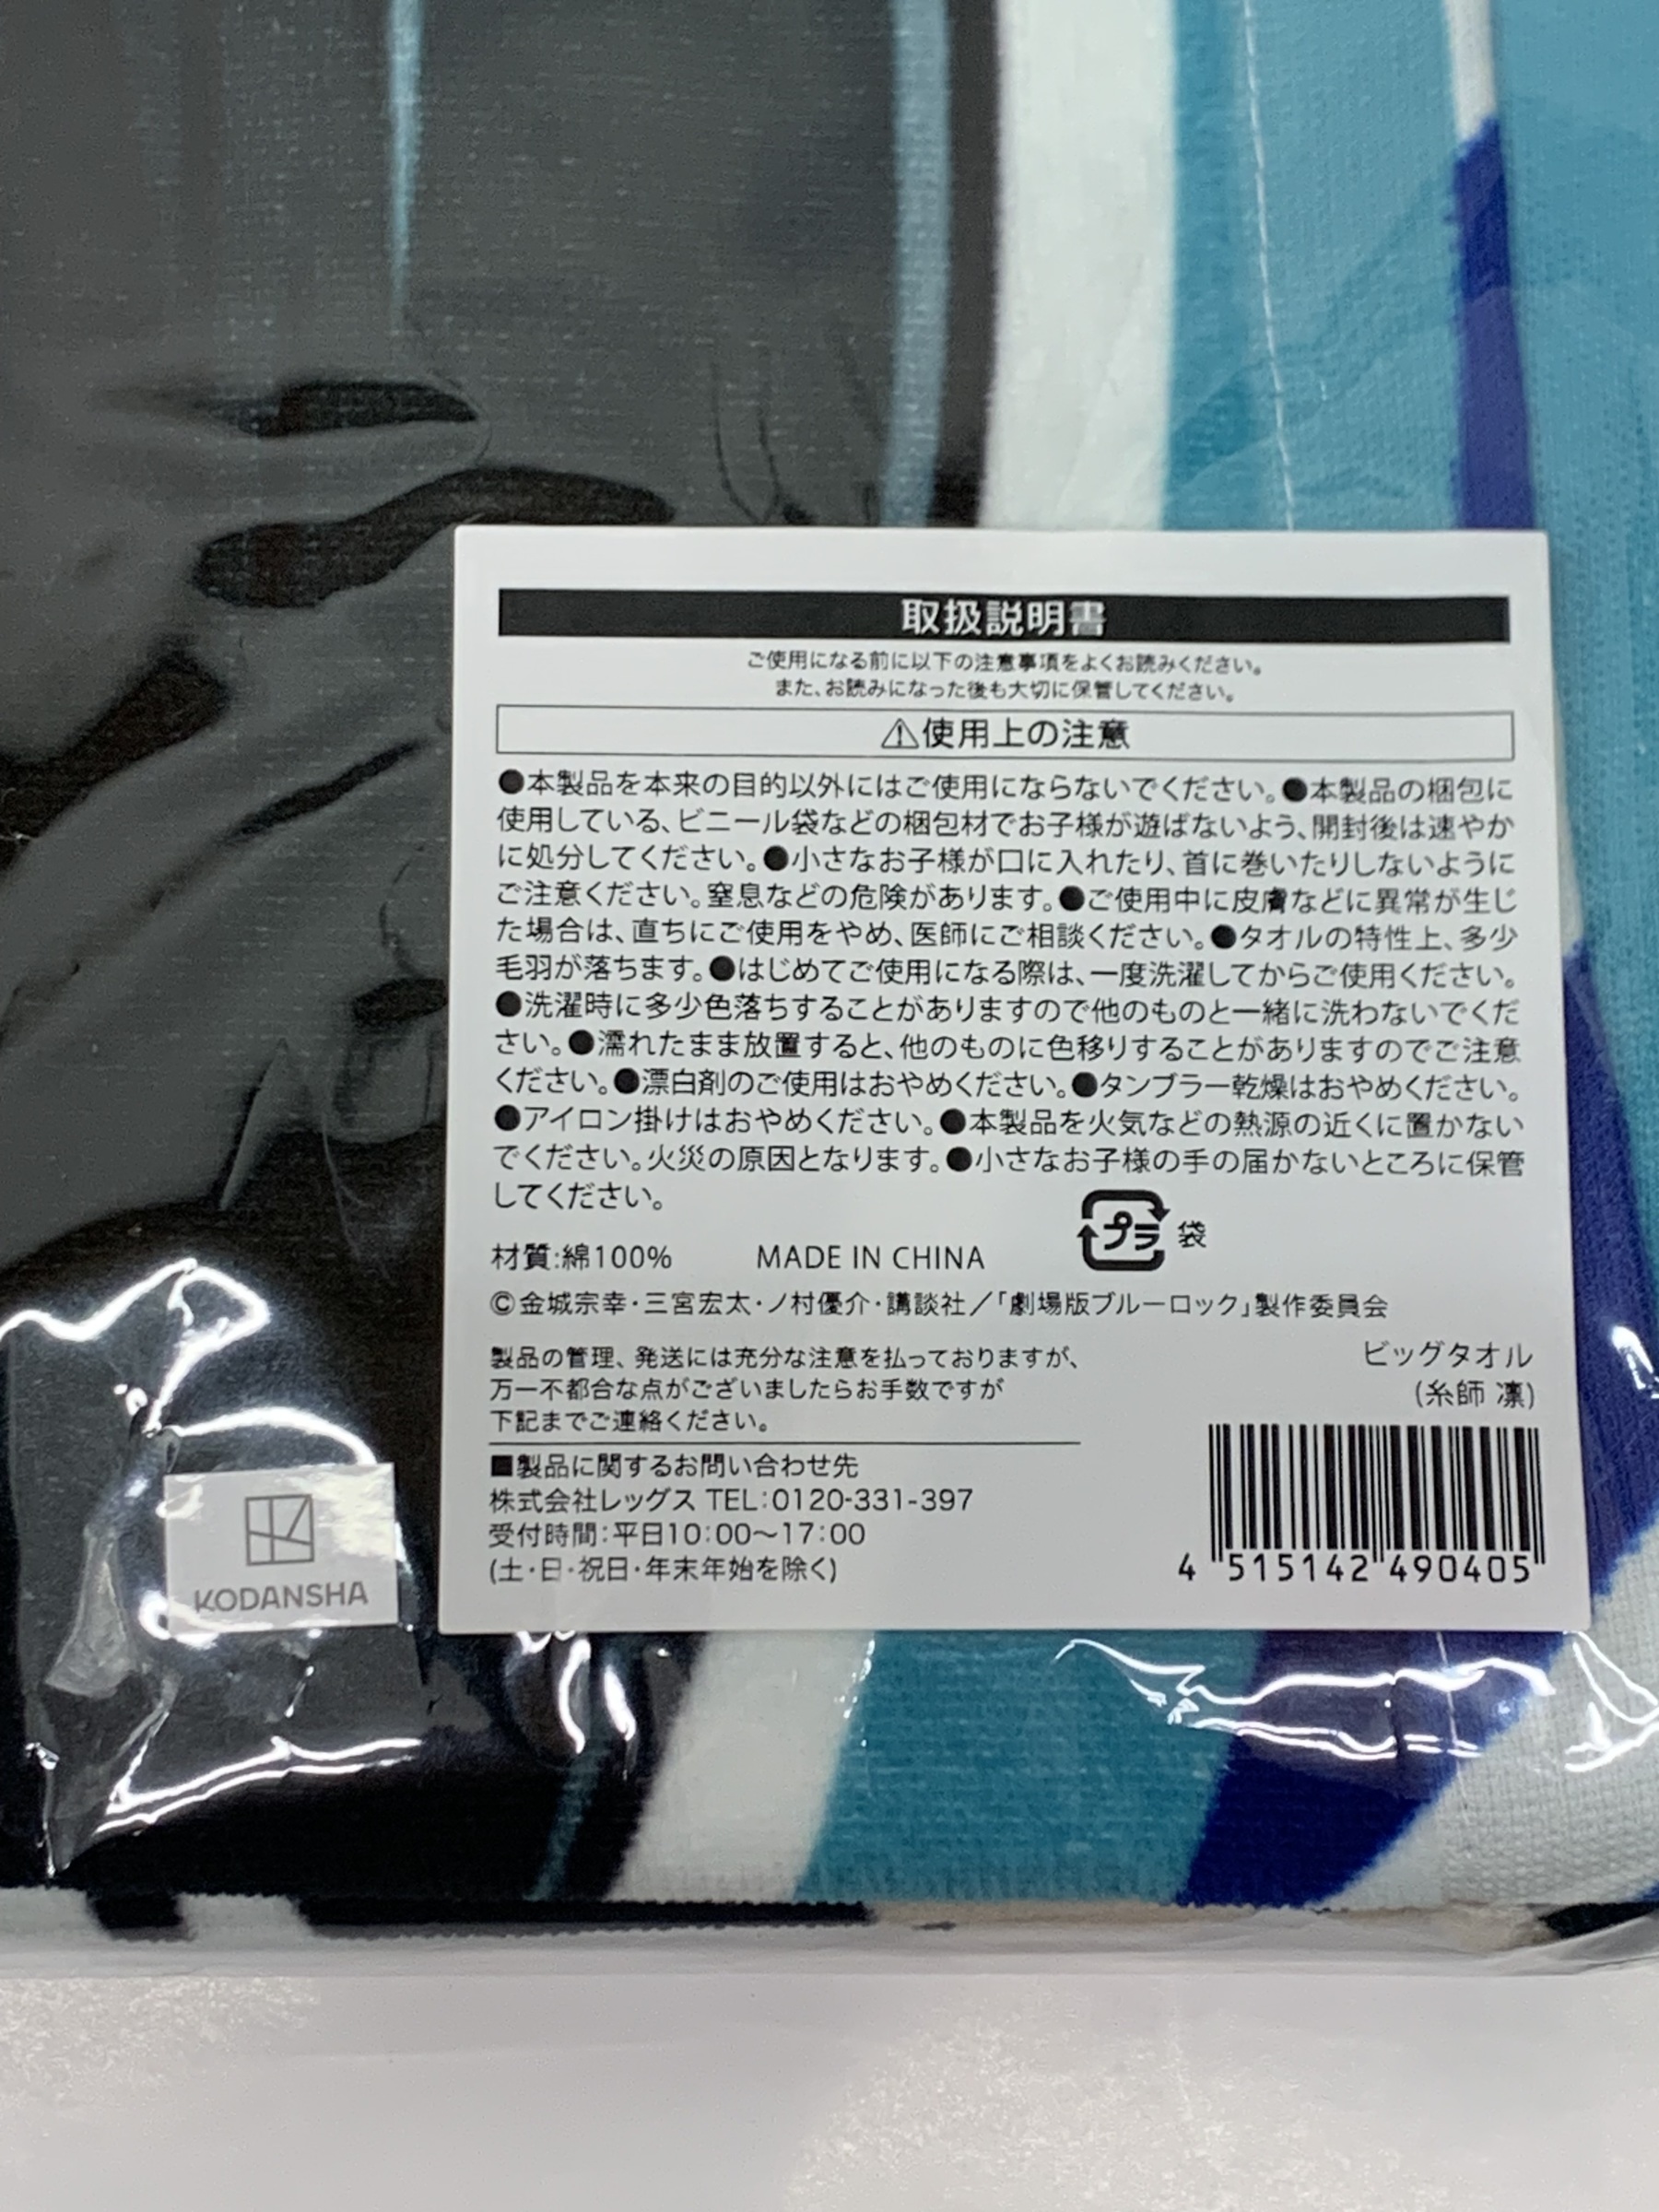 取扱説明書
ご使用になる前に以下の注意事項をよくお読みください。
また、お読みになった後も大切に保管してください。
⚠使用上の注意
●本製品を本来の目的以外にはご使用にならないでください。●本製品の梱包に
使用している、ビニール袋などの梱包材でお子様が遊ばないよう、開封後は速やか
に処分してください。●小さなお子様が口に入れたり、首に巻いたりしないように
ご注意ください。窒息などの危険があります。●ご使用中に皮膚などに異常が生じ
た場合は、直ちにご使用をやめ、医師にご相談ください。●タオルの特性上、多少
毛羽が落ちます。●はじめてご使用になる際は、一度洗濯してからご使用ください。
●洗濯時に多少色落ちすることがありますので他のものと一緒に洗わないでくだ
さい。●濡れたまま放置すると、他のものに色移りすることがありますのでご注意
ください。●漂白剤のご使用はおやめください。●タンブラー乾燥はおやめください。
●アイロン掛けはおやめください。●本製品を火気などの熱源の近くに置かない
でください。火災の原因となります。●小さなお子様の手の届かないところに保管
してください。
材質:綿100% MADE IN CHINA プラ 袋
©金城宗幸・三宮宏太・ノ村優介・講談社／「劇場版ブルーロック」製作委員会
製品の管理、発送には充分な注意を払っておりますが、
万一不都合な点がございましたらお手数ですが
下記までご連絡ください。
■製品に関するお問い合わせ先
株式会社レッグス TEL:0120-331-397
受付時間:平日10:00～17:00
(土・日・祝日・年末年始を除く)
ビッグタオル
(糸師 凛)
4 515142 490405
KODANSHA